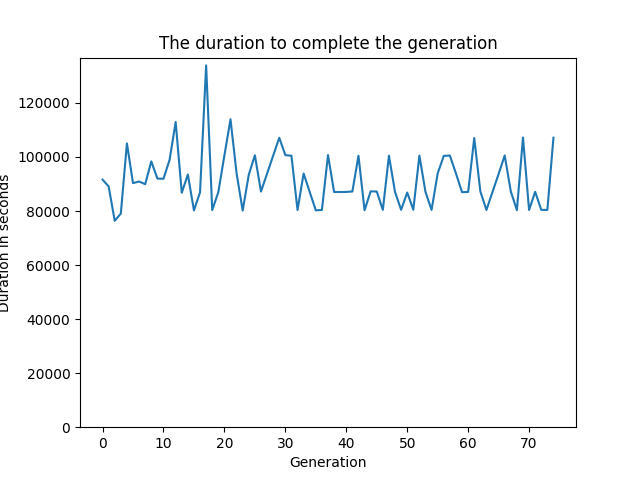 The duration to complete the generation
Duration in seconds
120000
100000
80000
60000
40000
20000
0
0 10 20 30 40 50 60 70
Generation